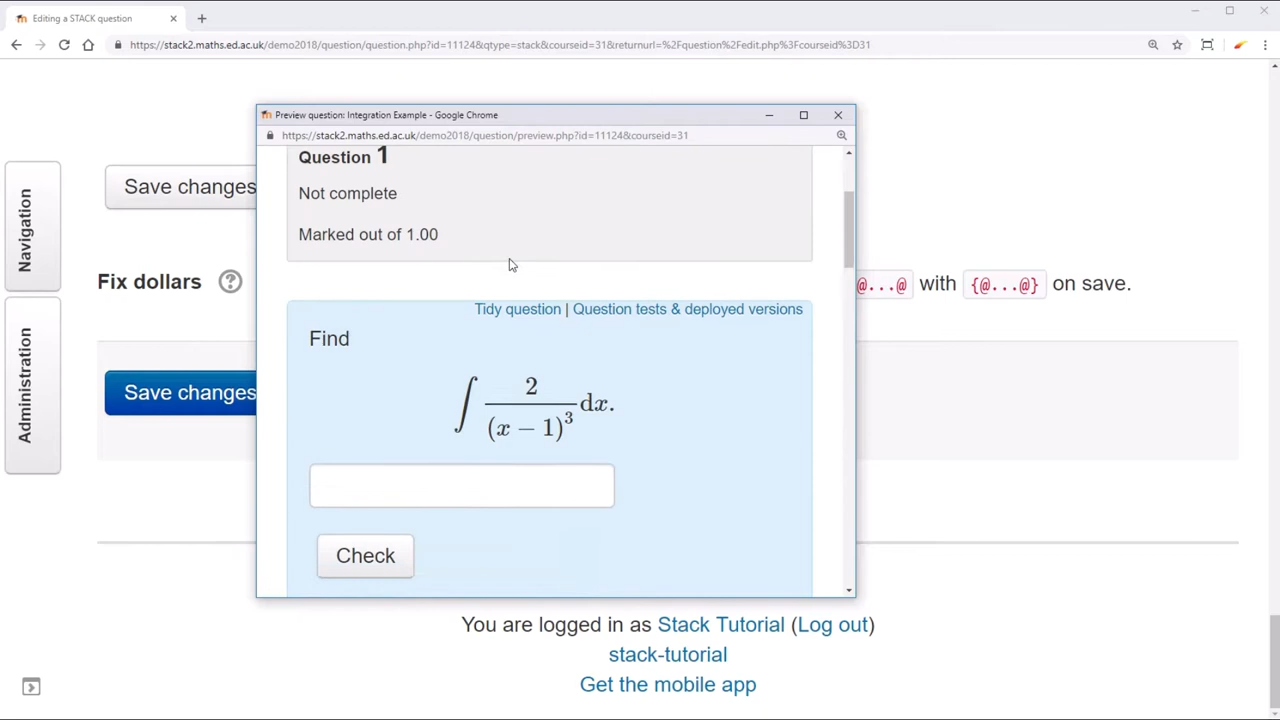 Editing a STACK question
https://stack2.maths.ed.ac.uk/demo2018/question/question.php?id=11124&qtype=stack&courseid=31&returnurl=%2Fquestion%2Fedit.php%3Fcourseid%3D31
Preview question: Integration Example - Google Chrome
https://stack2.maths.ed.ac.uk/demo2018/question/preview.php?id=11124&courseid=31
Navigation
Administration
Save changes
Question 1
Not complete
Marked out of 1.00
Fix dollars ?
@...@ with {@...@} on save.
Tidy question | Question tests & deployed versions
Find
∫ 2/(x − 1)³ dx.
Save changes
Check
You are logged in as Stack Tutorial (Log out)
stack-tutorial
Get the mobile app